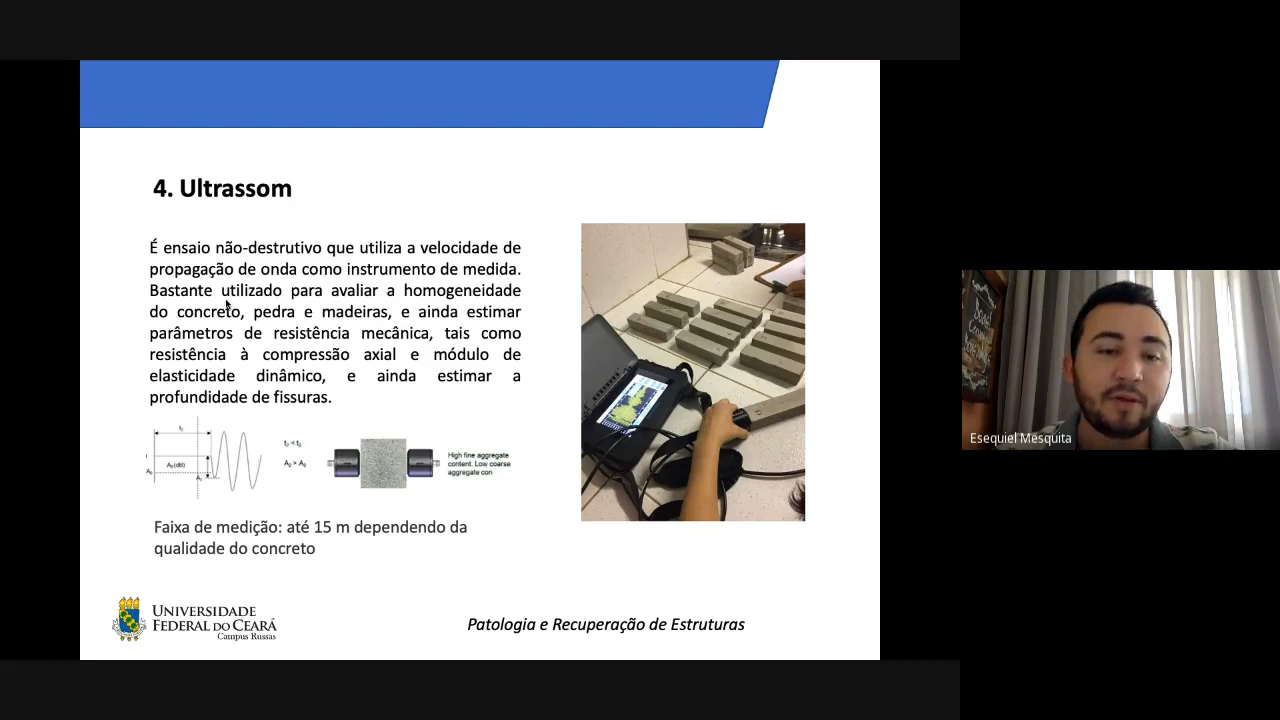 4. Ultrassom
É ensaio não-destrutivo que utiliza a velocidade de
propagação de onda como instrumento de medida.
Bastante utilizado para avaliar a homogeneidade
do concreto, pedra e madeiras, e ainda estimar
parâmetros de resistência mecânica, tais como
resistência à compressão axial e módulo de
elasticidade dinâmico, e ainda estimar a
profundidade de fissuras.
High fine aggregate
content. Low coarse
aggregate con
Faixa de medição: até 15 m dependendo da
qualidade do concreto
UNIVERSIDADE
FEDERAL DO CEARÁ
Campus Russas
Patologia e Recuperação de Estruturas
Esequiel Mesquita